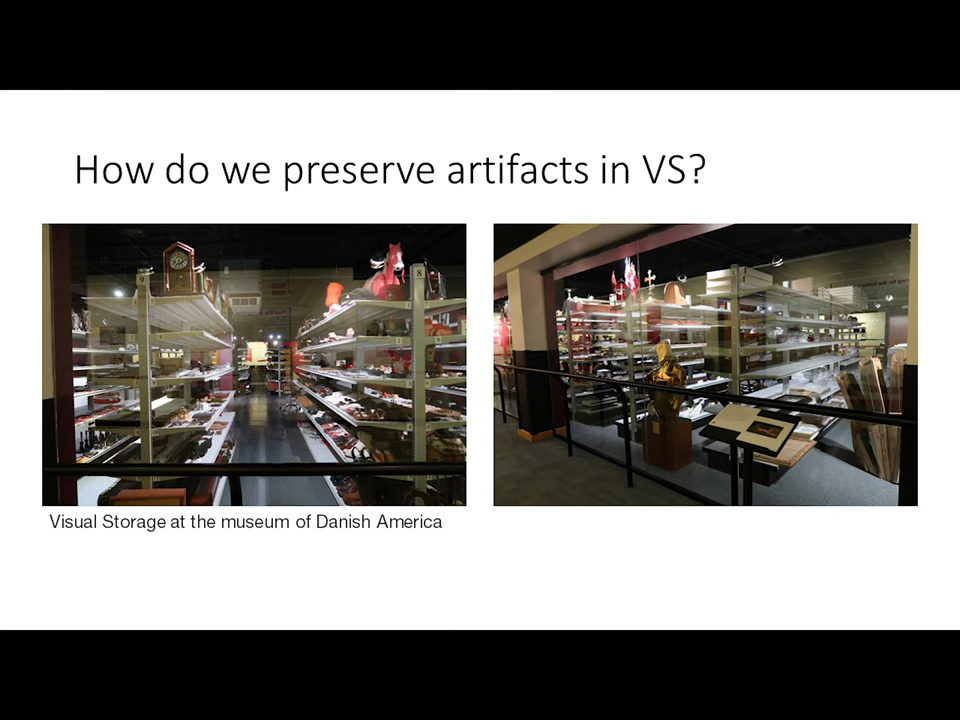 How do we preserve artifacts in VS?
Visual Storage at the museum of Danish America